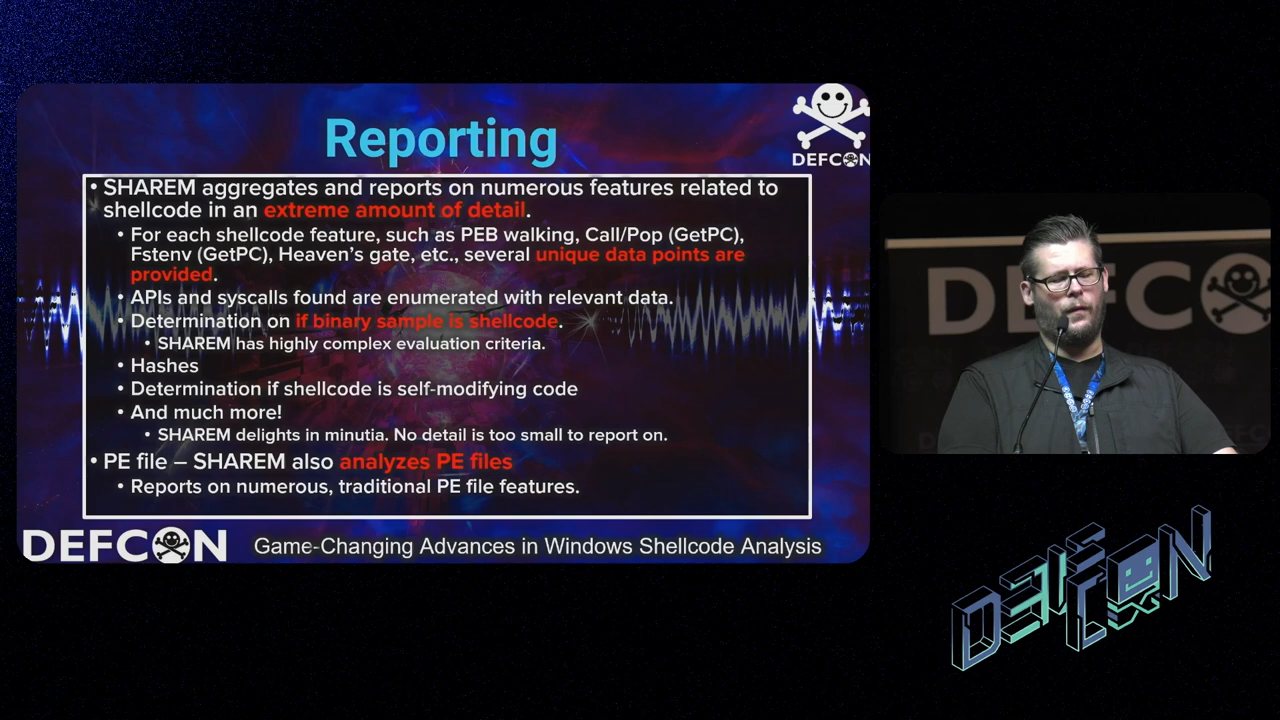 Reporting
DEFCON
• SHAREM aggregates and reports on numerous features related to
shellcode in an extreme amount of detail.
• For each shellcode feature, such as PEB walking, Call/Pop (GetPC),
Fstenv (GetPC), Heaven's gate, etc., several unique data points are
provided.
• APIs and syscalls found are enumerated with relevant data.
• Determination on if binary sample is shellcode.
• SHAREM has highly complex evaluation criteria.
• Hashes
• Determination if shellcode is self-modifying code
• And much more!
• SHAREM delights in minutia. No detail is too small to report on.
• PE file – SHAREM also analyzes PE files
• Reports on numerous, traditional PE file features.
DEFCON
Game-Changing Advances in Windows Shellcode Analysis
DEFCO
DEF CON